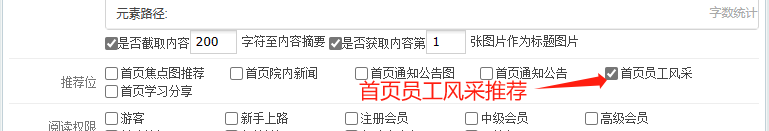 元素路径: 字数统计
是否截取内容 200 字符至内容摘要 是否获取内容第 1 张图片作为标题图片
推荐位 首页焦点图推荐 首页院内新闻 首页通知公告图 首页通知公告 首页员工风采
首页学习分享
首页员工风采推荐
阅读权限 游客 新手上路 注册会员 中级会员 高级会员